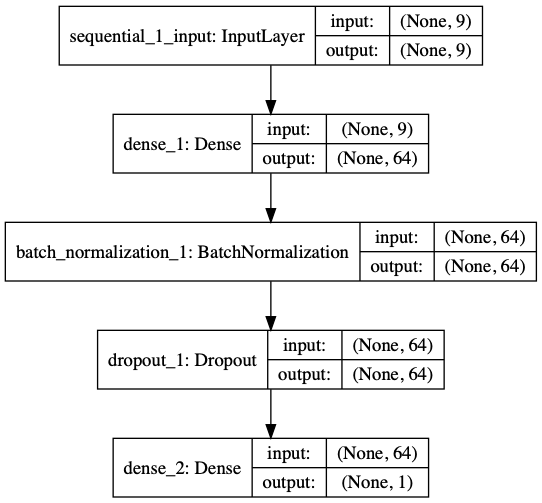 sequential_1_input: InputLayer
input: (None, 9)
output: (None, 9)
dense_1: Dense
input: (None, 9)
output: (None, 64)
batch_normalization_1: BatchNormalization
input: (None, 64)
output: (None, 64)
dropout_1: Dropout
input: (None, 64)
output: (None, 64)
dense_2: Dense
input: (None, 64)
output: (None, 1)